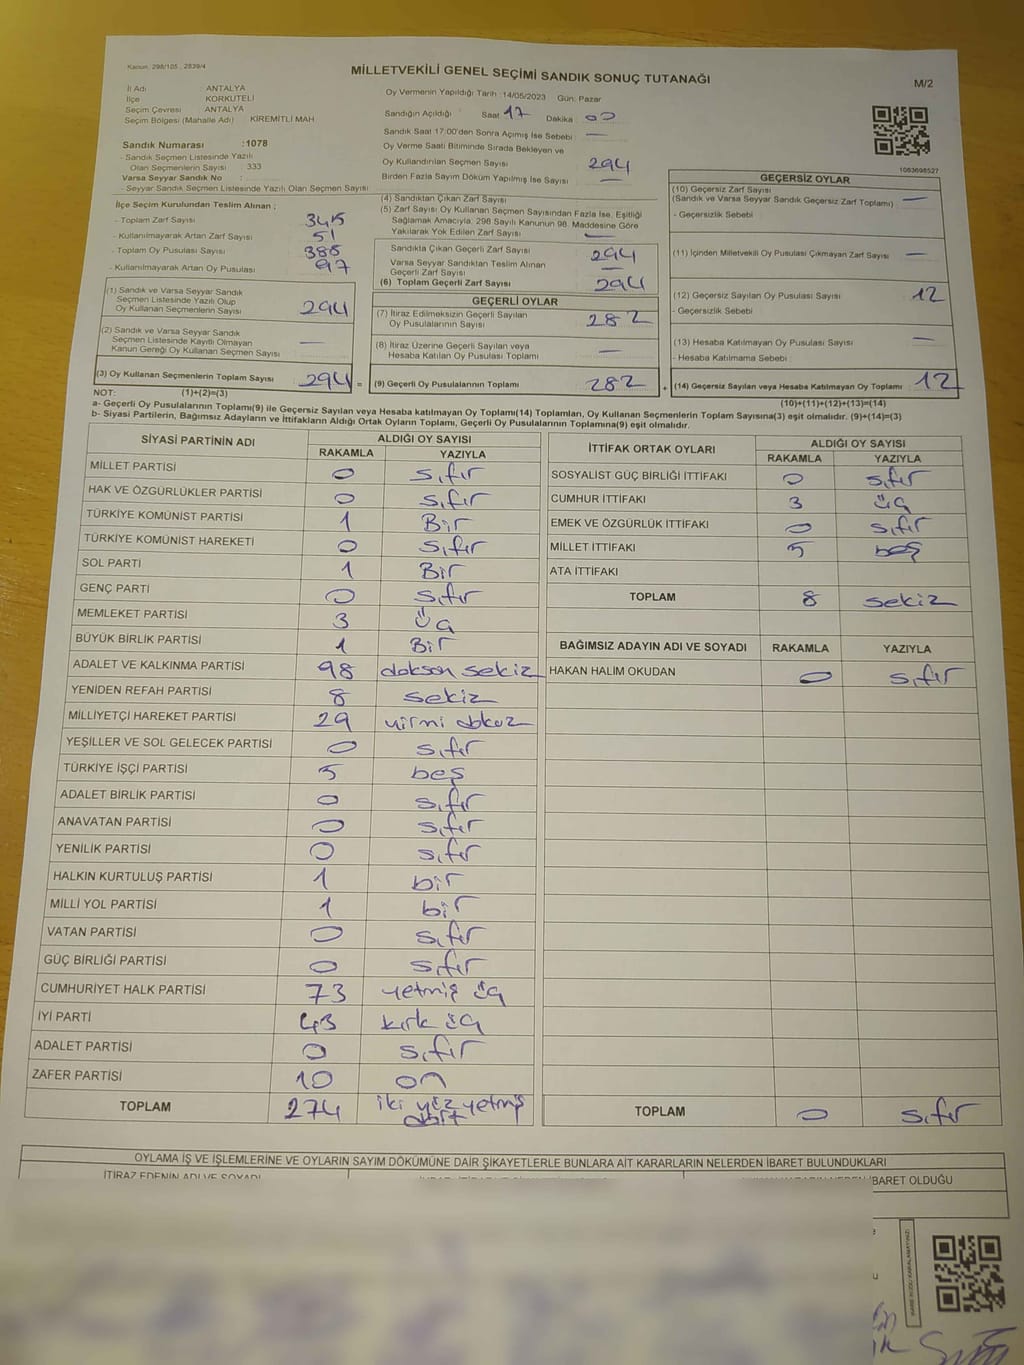 Kanun: 298/105 , 2839/4
MİLLETVEKİLİ GENEL SEÇİMİ SANDIK SONUÇ TUTANAĞI
M/2
İl Adı : ANTALYA
İlçe : KORKUTELİ
Seçim Çevresi : ANTALYA
Seçim Bölgesi (Mahalle Adı) : KİREMİTLİ MAH
Sandık Numarası : 1078
- Sandık Seçmen Listesinde Yazılı
Olan Seçmenlerin Sayısı : 333
Varsa Seyyar Sandık No :
- Seyyar Sandık Seçmen Listesinde Yazılı Olan Seçmen Sayısı :
Oy Vermenin Yapıldığı Tarih :14/05/2023 Gün: Pazar
Sandığın Açıldığı Saat 17 Dakika 00
Sandık Saat 17:00'den Sonra Açımış İse Sebebi : —
Oy Verme Saati Bitiminde Sırada Bekleyen ve
Oy Kullandırılan Seçmen Sayısı 294
Birden Fazla Sayım Döküm Yapılmış İse Sayısı —
1063698527
İlçe Seçim Kurulundan Teslim Alınan ;
- Toplam Zarf Sayısı 345
- Kullanılmayarak Artan Zarf Sayısı 51
- Toplam Oy Pusulası Sayısı 385
- Kullanılmayarak Artan Oy Pusulası 97
(1) Sandık ve Varsa Seyyar Sandık
Seçmen Listesinde Yazılı Olup
Oy Kullanan Seçmenlerin Sayısı 294
(2) Sandık ve Varsa Seyyar Sandık
Seçmen Listesinde Kayıtlı Olmayan
Kanun Gereği Oy Kullanan Seçmen Sayısı —
(3) Oy Kullanan Seçmenlerin Toplam Sayısı 294 =
(4) Sandıktan Çıkan Zarf Sayısı
(5) Zarf Sayısı Oy Kullanan Seçmen Sayısından Fazla İse, Eşitliği
Sağlamak Amacıyla; 298 Sayılı Kanunun 98. Maddesine Göre
Yakılarak Yok Edilen Zarf Sayısı —
Sandıkta Çıkan Geçerli Zarf Sayısı 294
Varsa Seyyar Sandıktan Teslim Alınan
Geçerli Zarf Sayısı —
(6) Toplam Geçerli Zarf Sayısı 294
GEÇERLİ OYLAR
(7) İtiraz Edilmeksizin Geçerli Sayılan
Oy Pusulalarının Sayısı 282
(8) İtiraz Üzerine Geçerli Sayılan veya
Hesaba Katılan Oy Pusulası Toplamı —
(9) Geçerli Oy Pusulalarının Toplamı 282 +
GEÇERSİZ OYLAR
(10) Geçersiz Zarf Sayısı
(Sandık ve Varsa Seyyar Sandık Geçersiz Zarf Toplamı) —
- Geçersizlik Sebebi
(11) İçinden Milletvekili Oy Pusulası Çıkmayan Zarf Sayısı —
(12) Geçersiz Sayılan Oy Pusulası Sayısı 12
- Geçersizlik Sebebi
(13) Hesaba Katılmayan Oy Pusulası Sayısı —
- Hesaba Katılmama Sebebi
(14) Geçersiz Sayılan veya Hesaba Katılmayan Oy Toplamı 12
NOT: (1)+(2)=(3) (10)+(11)+(12)+(13)=(14)
a- Geçerli Oy Pusulalarının Toplamı(9) ile Geçersiz Sayılan veya Hesaba katılmayan Oy Toplamı(14) Toplamları, Oy Kullanan Seçmenlerin Toplam Sayısına(3) eşit olmalıdır. (9)+(14)=(3)
b- Siyasi Partilerin, Bağımsız Adayların ve İttifakların Aldığı Ortak Oyların Toplamı, Geçerli Oy Pusulalarının Toplamına(9) eşit olmalıdır.
SİYASİ PARTİNİN ADI ALDIĞI OY SAYISI
RAKAMLA YAZIYLA
MİLLET PARTİSİ 0 sıfır
HAK VE ÖZGÜRLÜKLER PARTİSİ 0 sıfır
TÜRKİYE KOMÜNİST PARTİSİ 1 Bir
TÜRKİYE KOMÜNİST HAREKETİ 0 sıfır
SOL PARTİ 1 Bir
GENÇ PARTİ 0 sıfır
MEMLEKET PARTİSİ 3 üç
BÜYÜK BİRLİK PARTİSİ 1 Bir
ADALET VE KALKINMA PARTİSİ 98 doksan sekiz
YENİDEN REFAH PARTİSİ 8 sekiz
MİLLİYETÇİ HAREKET PARTİSİ 29 yirmi dokuz
YEŞİLLER VE SOL GELECEK PARTİSİ 0 sıfır
TÜRKİYE İŞÇİ PARTİSİ 5 beş
ADALET BİRLİK PARTİSİ 0 sıfır
ANAVATAN PARTİSİ 0 sıfır
YENİLİK PARTİSİ 0 sıfır
HALKIN KURTULUŞ PARTİSİ 1 bir
MİLLİ YOL PARTİSİ 1 bir
VATAN PARTİSİ 0 sıfır
GÜÇ BİRLİĞİ PARTİSİ 0 sıfır
CUMHURİYET HALK PARTİSİ 73 yetmiş üç
İYİ PARTİ 43 kırk üç
ADALET PARTİSİ 0 sıfır
ZAFER PARTİSİ 10 on
TOPLAM 274 iki yüz yetmiş dört
İTTİFAK ORTAK OYLARI ALDIĞI OY SAYISI
RAKAMLA YAZIYLA
SOSYALİST GÜÇ BİRLİĞİ İTTİFAKI 0 sıfır
CUMHUR İTTİFAKI 3 üç
EMEK VE ÖZGÜRLÜK İTTİFAKI 0 sıfır
MİLLET İTTİFAKI 5 beş
ATA İTTİFAKI
TOPLAM 8 sekiz
BAĞIMSIZ ADAYIN ADI VE SOYADI RAKAMLA YAZIYLA
HAKAN HALİM OKUDAN 0 sıfır
TOPLAM 0 sıfır
OYLAMA İŞ VE İŞLEMLERİNE VE OYLARIN SAYIM DÖKÜMÜNE DAİR ŞİKAYETLERLE BUNLARA AİT KARARLARIN NELERDEN İBARET BULUNDUKLARI
İTİRAZ EDENİN ADI VE SOYADI
İBARET OLDUĞU